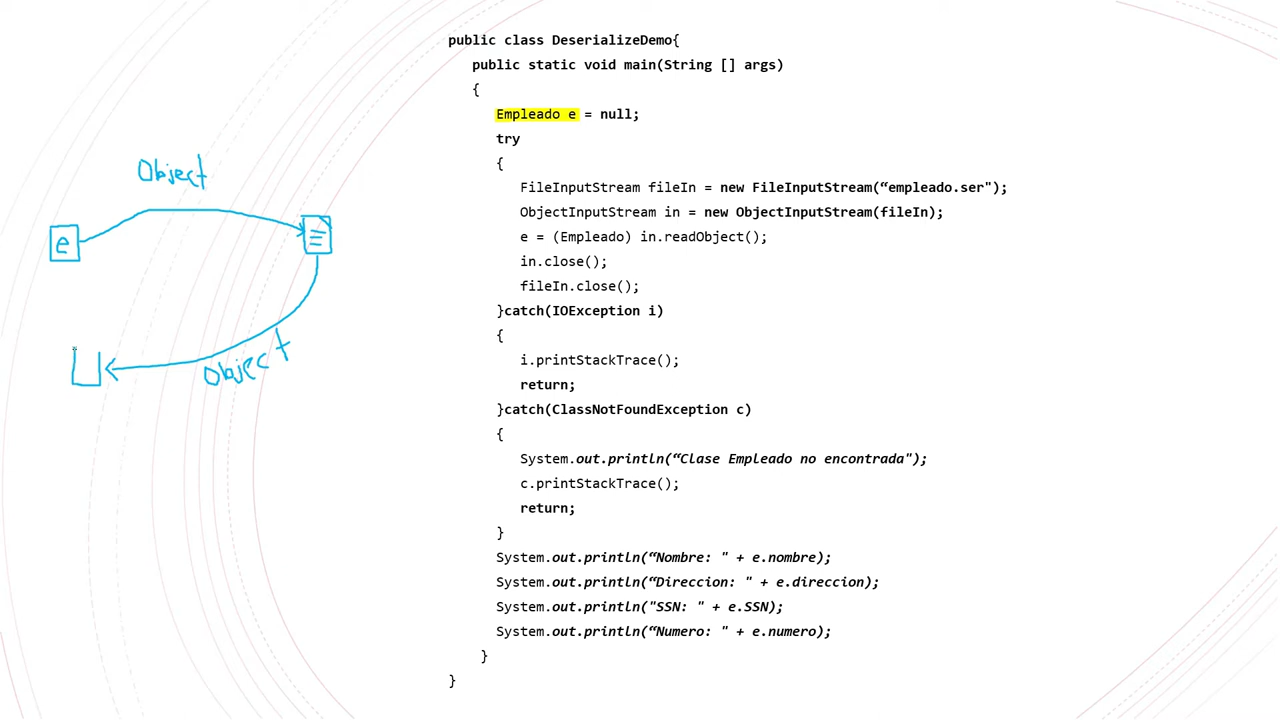 public class DeserializeDemo{
public static void main(String [] args)
{
Empleado e = null;
try
{
FileInputStream fileIn = new FileInputStream(“empleado.ser");
ObjectInputStream in = new ObjectInputStream(fileIn);
e = (Empleado) in.readObject();
in.close();
fileIn.close();
}catch(IOException i)
{
i.printStackTrace();
return;
}catch(ClassNotFoundException c)
{
System.out.println(“Clase Empleado no encontrada");
c.printStackTrace();
return;
}
System.out.println(“Nombre: " + e.nombre);
System.out.println(“Direccion: " + e.direccion);
System.out.println("SSN: " + e.SSN);
System.out.println(“Numero: " + e.numero);
}
}
Object
e
Object